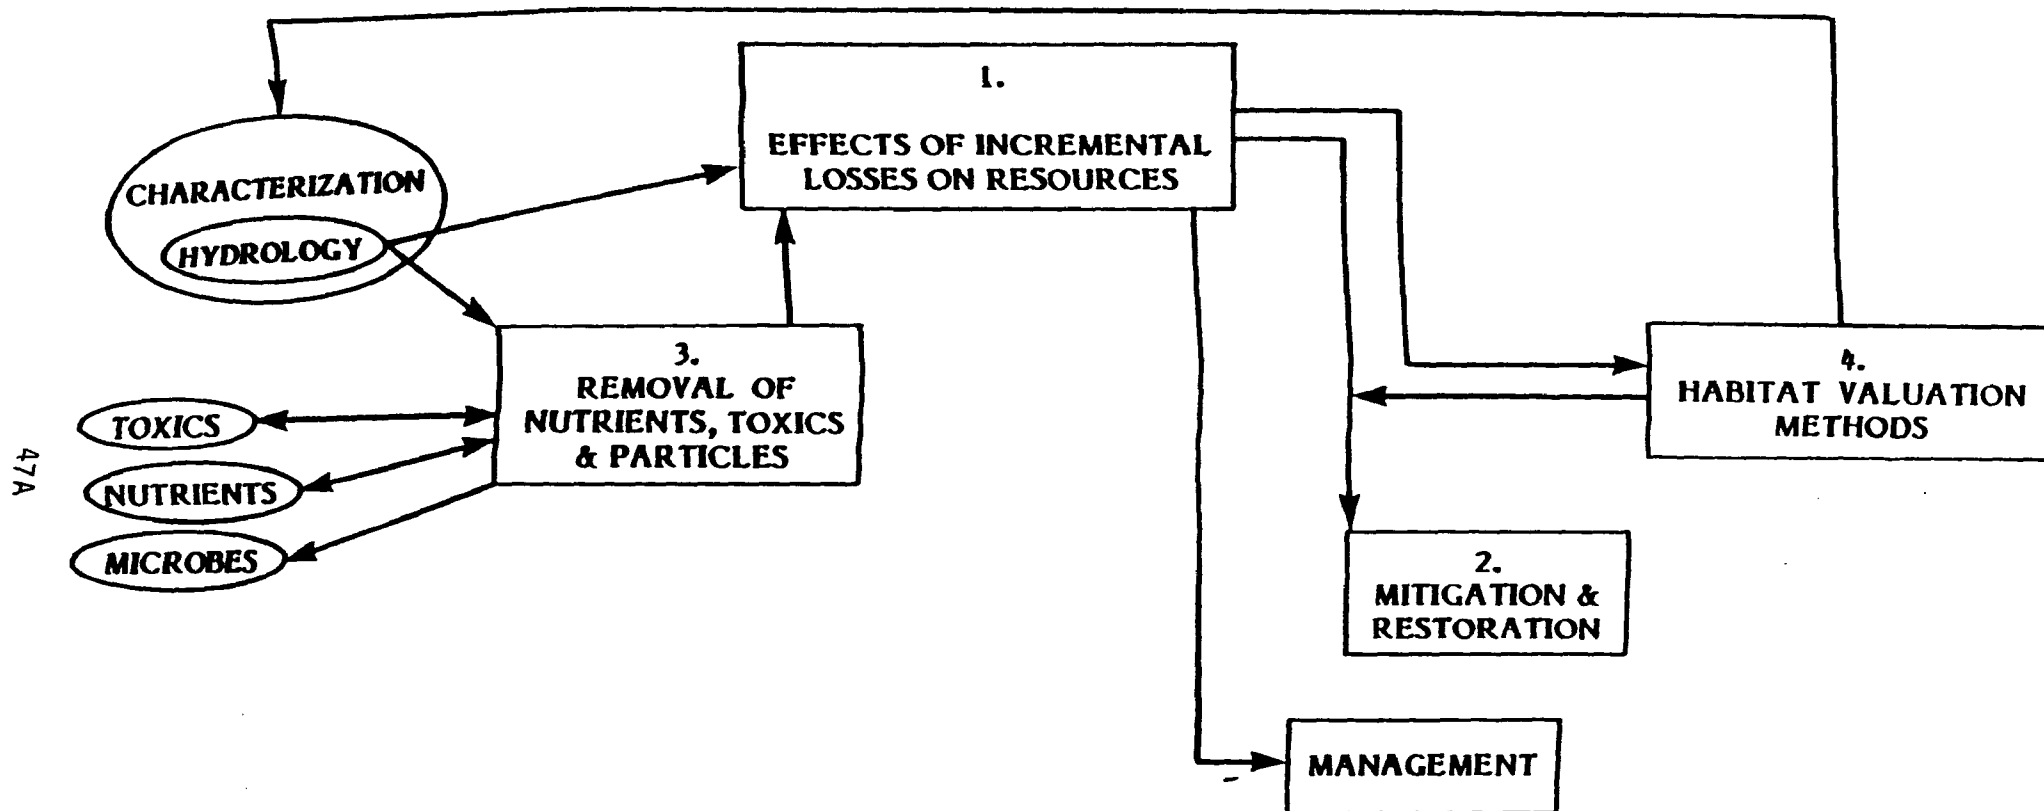 1.
EFFECTS OF INCREMENTAL
LOSSES ON RESOURCES
CHARACTERIZATION
HYDROLOGY
3.
REMOVAL OF
NUTRIENTS, TOXICS
& PARTICLES
4.
HABITAT VALUATION
METHODS
TOXICS
NUTRIENTS
MICROBES
2.
MITIGATION &
RESTORATION
MANAGEMENT
47A